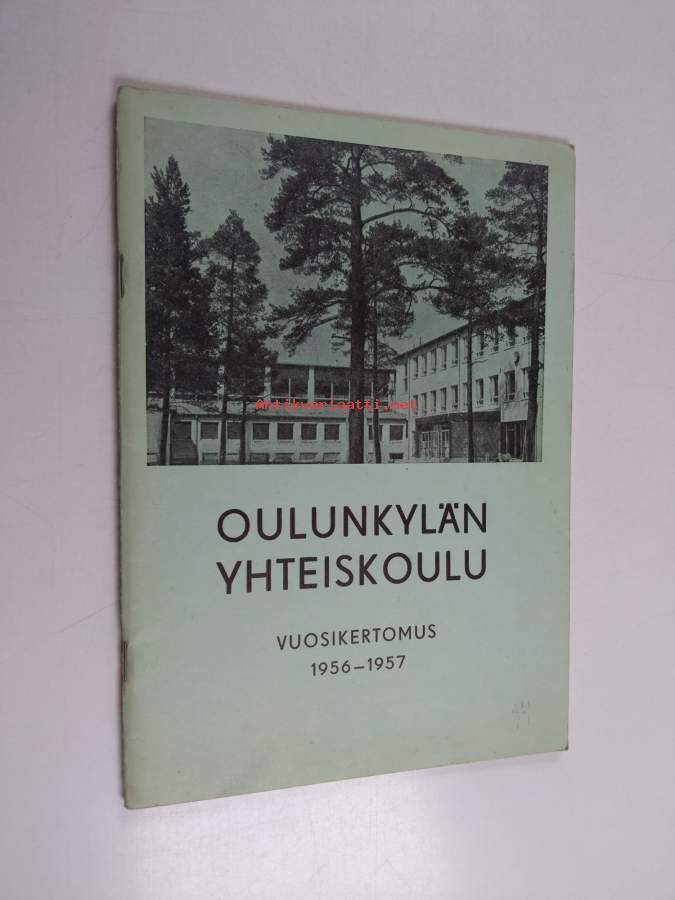 Antikvariaatti.net
OULUNKYLÄN
YHTEISKOULU
VUOSIKERTOMUS
1956–1957